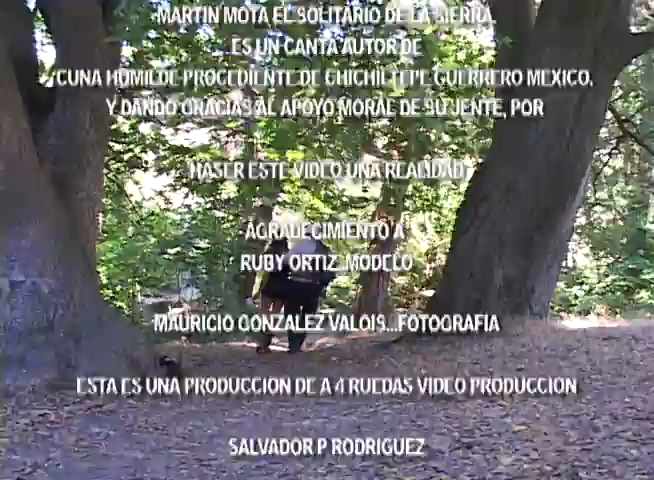 MARTIN MOTA EL SOLITARIO DE LA SIERRA
ES UN CANTA AUTOR DE
CUNA HUMILDE PROCEDIENTE DE CHICHILTEPE GUERRERO MEXICO,
Y DANDO GRACIAS AL APOYO MORAL DE SU JENTE, POR
HASER ESTE VIDEO UNA REALIDAD
AGRADECIMIENTO A
RUBY ORTIZ..MODELO
MAURICIO GONZALEZ VALOIS...FOTOGRAFIA
ESTA ES UNA PRODUCCION DE A 4 RUEDAS VIDEO PRODUCCION
SALVADOR P RODRIGUEZ